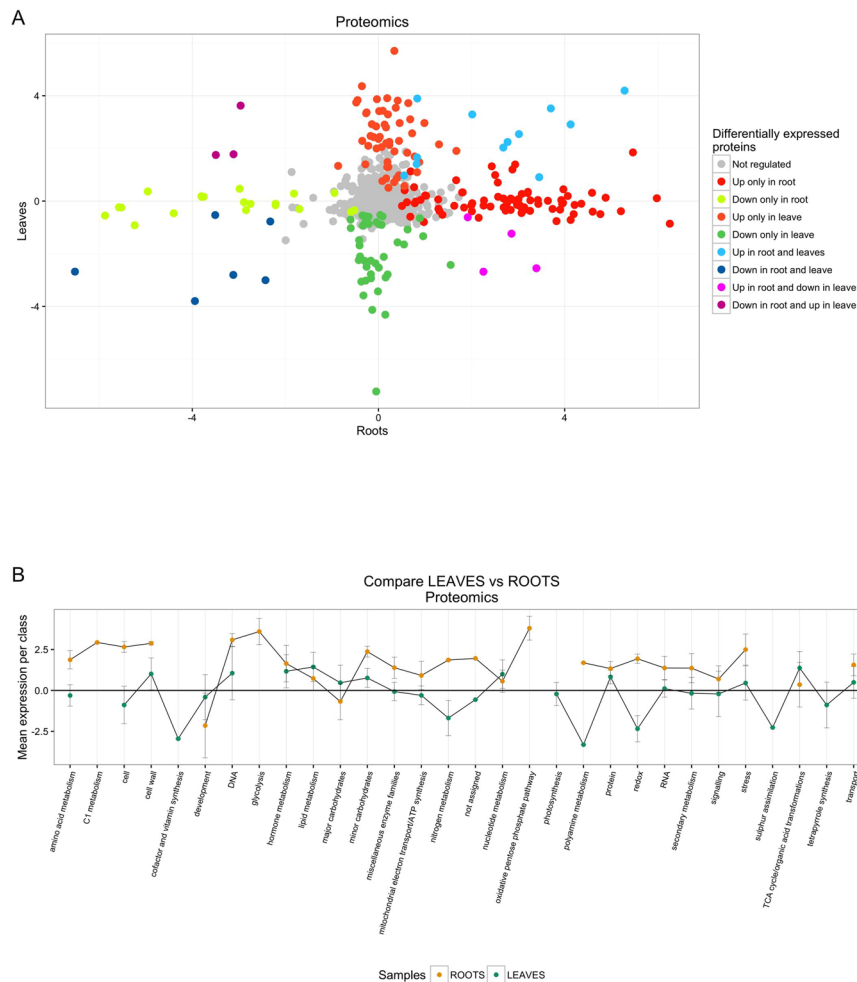 A
Proteomics
4
0
-4
Leaves
-4
0
4
Roots
Differentially expressed
proteins
Not regulated
Up only in root
Down only in root
Up only in leave
Down only in leave
Up in root and leaves
Down in root and leave
Up in root and down in leave
Down in root and up in leave
B
Compare LEAVES vs ROOTS
Proteomics
Mean expression per class
2.5
0.0
-2.5
amino acid metabolism
C1 metabolism
cell
cell wall
cofactor and vitamin synthesis
development
DNA
glycolysis
hormone metabolism
lipid metabolism
major carbohydrates
minor carbohydrates
miscellaneous enzyme families
mitochondrial electron transport/ATP synthesis
nitrogen metabolism
not assigned
nucleotide metabolism
oxidative pentose phosphate pathway
photosynthesis
polyamine metabolism
protein
redox
RNA
secondary metabolism
signalling
stress
sulphur assimilation
TCA cycle/organic acid transformations
tetrapyrrole synthesis
transport
Samples ROOTS LEAVES